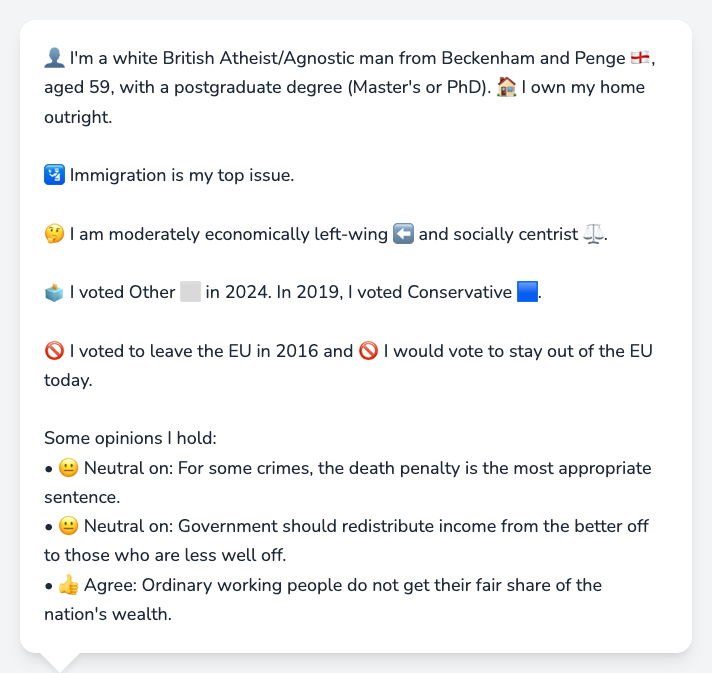 👤 I'm a white British Atheist/Agnostic man from Beckenham and Penge 🏴󠁧󠁢󠁥󠁮󠁧󠁿,
aged 59, with a postgraduate degree (Master's or PhD). 🏠 I own my home
outright.
🛂 Immigration is my top issue.
🤔 I am moderately economically left-wing ⬅️ and socially centrist ⚖️.
🗳️ I voted Other ⬜ in 2024. In 2019, I voted Conservative 🟦.
🚫 I voted to leave the EU in 2016 and 🚫 I would vote to stay out of the EU
today.
Some opinions I hold:
• 😐 Neutral on: For some crimes, the death penalty is the most appropriate
sentence.
• 😐 Neutral on: Government should redistribute income from the better off
to those who are less well off.
• 👍 Agree: Ordinary working people do not get their fair share of the
nation's wealth.